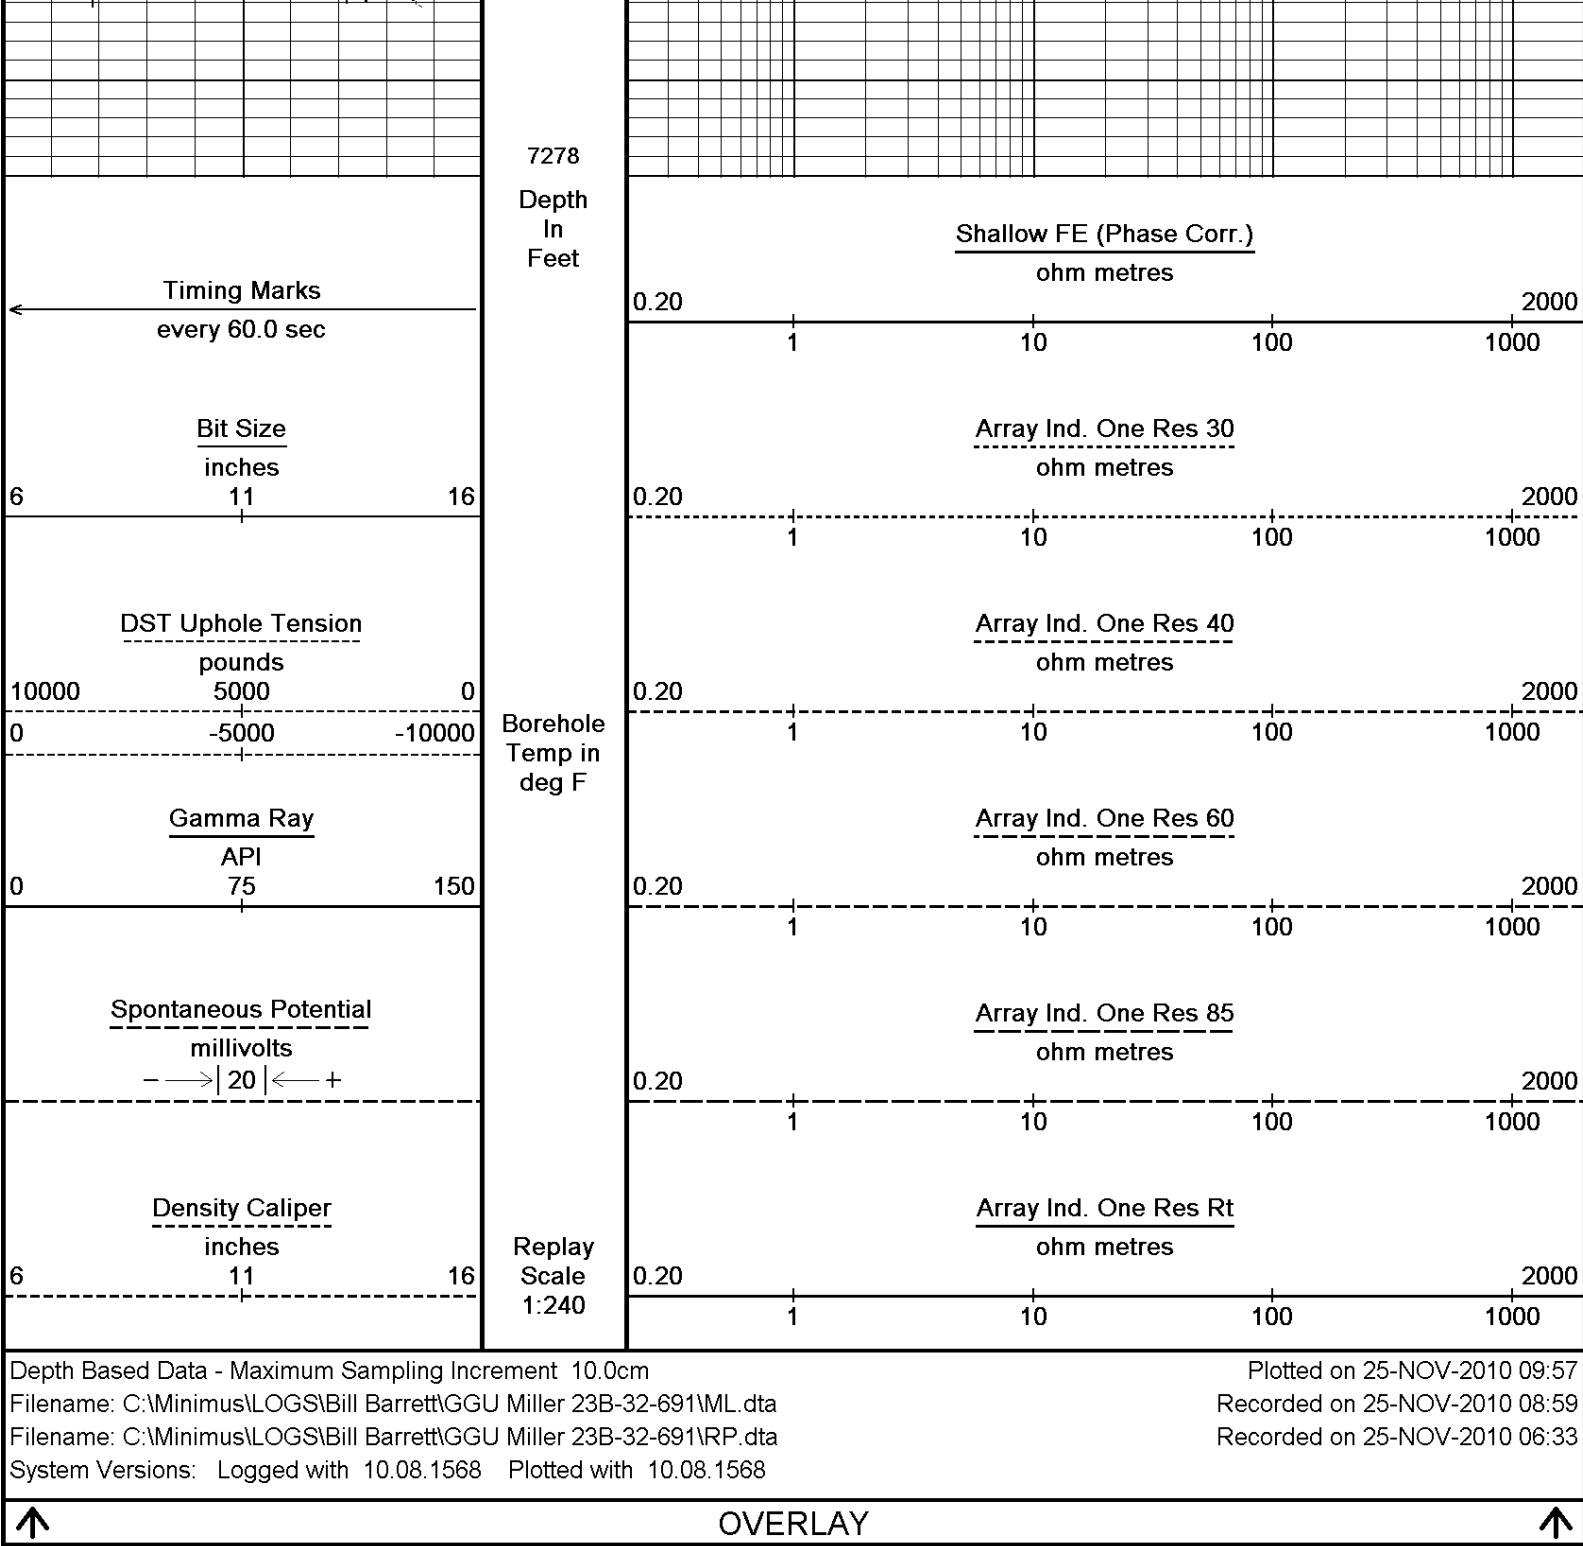 7278
Depth
In
Feet
Timing Marks
every 60.0 sec
Bit Size
inches
6 11 16
DST Uphole Tension
pounds
10000 5000 0
0 -5000 -10000
Gamma Ray
API
0 75 150
Spontaneous Potential
millivolts
− 20 +
Density Caliper
inches
6 11 16
Borehole
Temp in
deg F
Replay
Scale
1:240
Shallow FE (Phase Corr.)
ohm metres
0.20 2000
1 10 100 1000
Array Ind. One Res 30
ohm metres
0.20 2000
1 10 100 1000
Array Ind. One Res 40
ohm metres
0.20 2000
1 10 100 1000
Array Ind. One Res 60
ohm metres
0.20 2000
1 10 100 1000
Array Ind. One Res 85
ohm metres
0.20 2000
1 10 100 1000
Array Ind. One Res Rt
ohm metres
0.20 2000
1 10 100 1000
Depth Based Data - Maximum Sampling Increment 10.0cm Plotted on 25-NOV-2010 09:57
Filename: C:\Minimus\LOGS\Bill Barrett\GGU Miller 23B-32-691\ML.dta Recorded on 25-NOV-2010 08:59
Filename: C:\Minimus\LOGS\Bill Barrett\GGU Miller 23B-32-691\RP.dta Recorded on 25-NOV-2010 06:33
System Versions: Logged with 10.08.1568 Plotted with 10.08.1568
OVERLAY